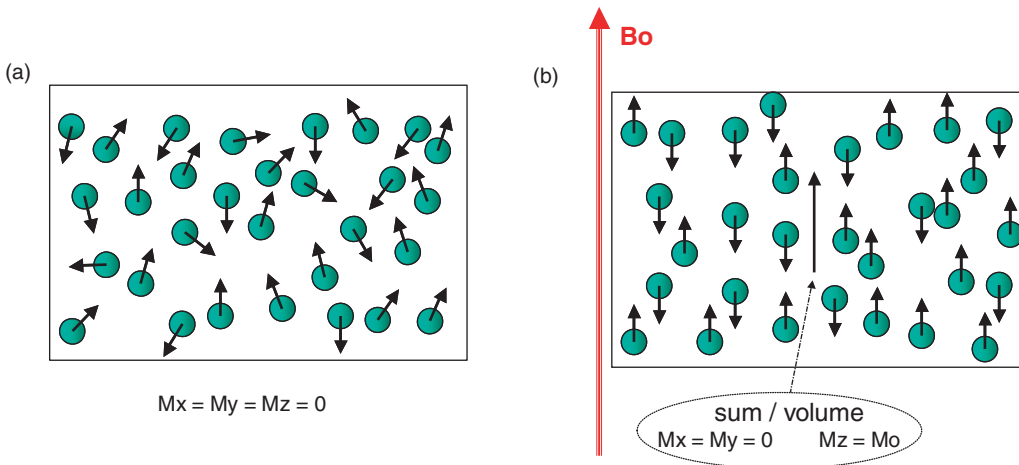 (a)
Mx = My = Mz = 0
Bo
(b)
sum / volume
Mx = My = 0 Mz = Mo